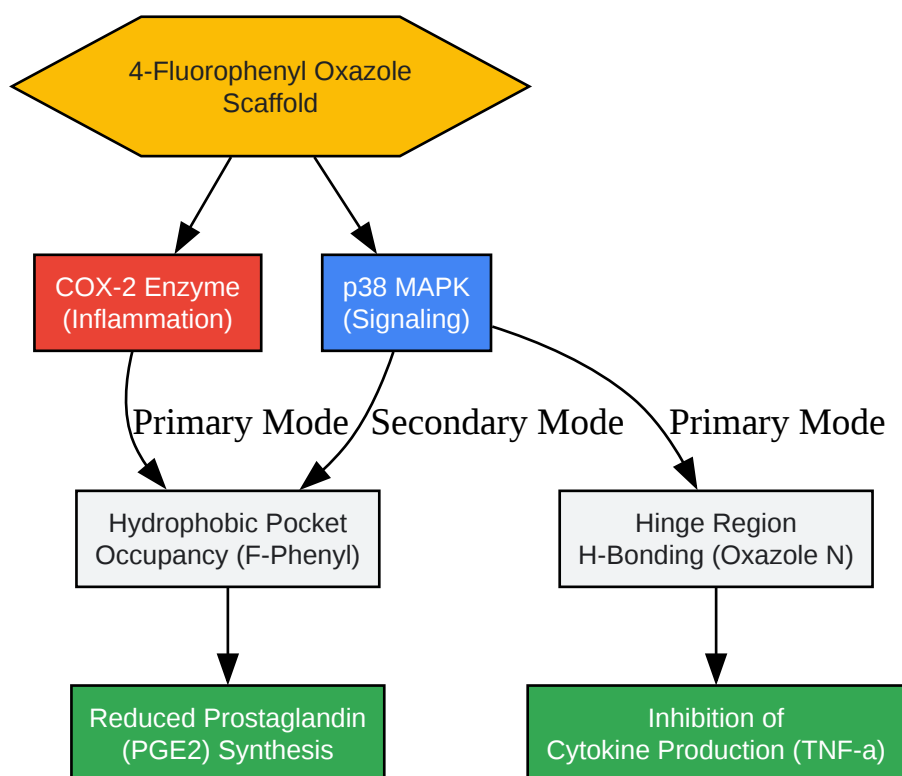 4-Fluorophenyl Oxazole
Scaffold
COX-2 Enzyme
(Inflammation)
p38 MAPK
(Signaling)
Primary Mode
Secondary Mode
Primary Mode
Hydrophobic Pocket
Occupancy (F-Phenyl)
Hinge Region
H-Bonding (Oxazole N)
Reduced Prostaglandin
(PGE2) Synthesis
Inhibition of
Cytokine Production (TNF-a)